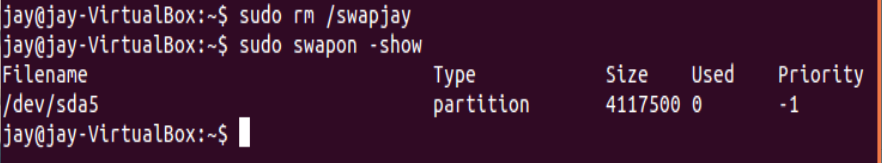 jay@jay-VirtualBox:~$ sudo rm /swapjay
jay@jay-VirtualBox:~$ sudo swapon -show
Filename Type Size Used Priority
/dev/sda5 partition 4117500 0 -1
jay@jay-VirtualBox:~$